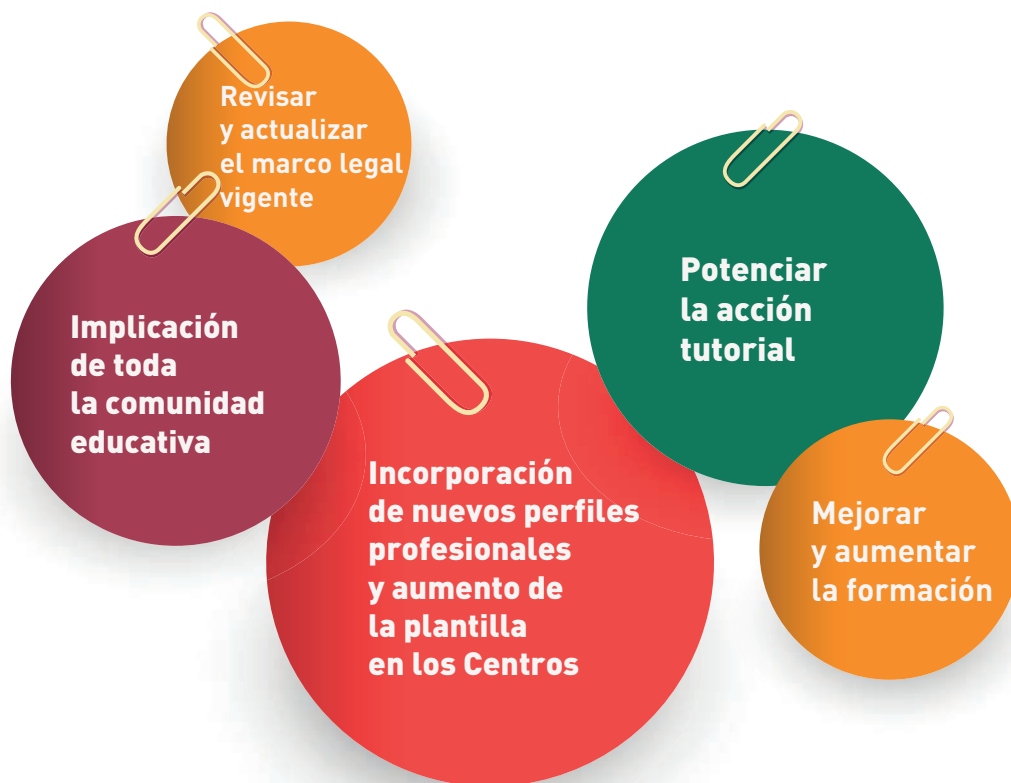 Revisar
y actualizar
el marco legal
vigente
Implicación
de toda
la comunidad
educativa
Incorporación
de nuevos perfiles
profesionales
y aumento de
la plantilla
en los Centros
Potenciar
la acción
tutorial
Mejorar
y aumentar
la formación